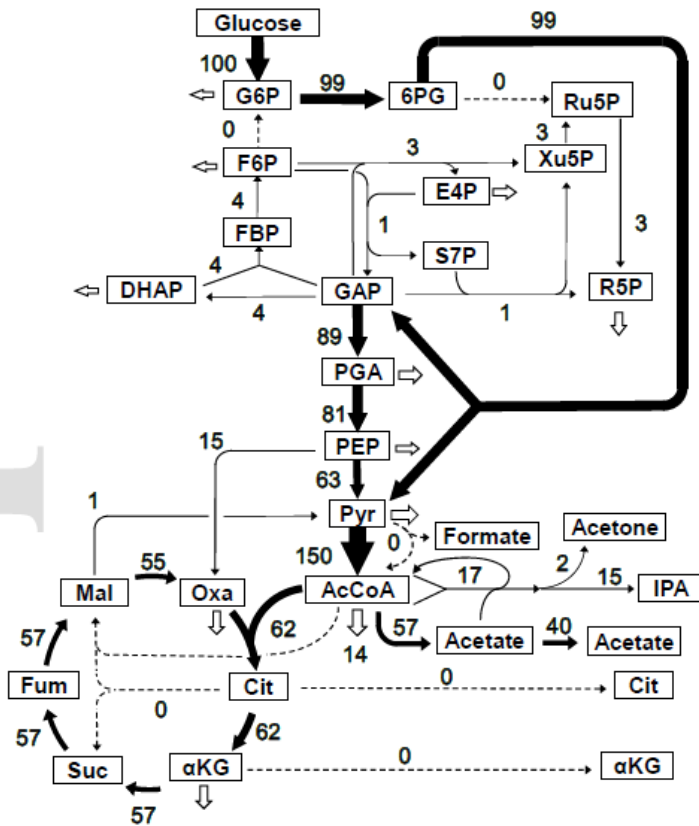 Glucose
99
100
99
0
G6P
6PG
Ru5P
0
3
3
F6P
Xu5P
E4P
4
1
3
FBP
S7P
4
DHAP
GAP
R5P
4
1
89
PGA
81
15
PEP
63
1
Pyr
Acetone
0
Formate
150
55
17
2
15
Mal
Oxa
AcCoA
IPA
57
62
57
40
14
Acetate
Acetate
Fum
Cit
0
Cit
0
57
62
0
Suc
αKG
αKG
57